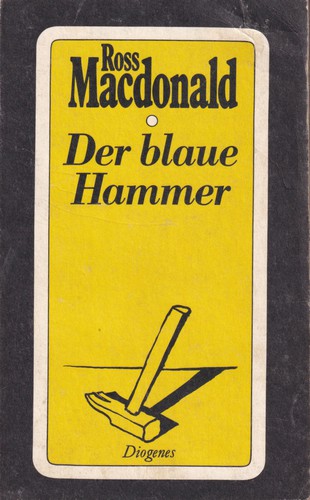 Ross
Macdonald
Der blaue
Hammer
Diogenes